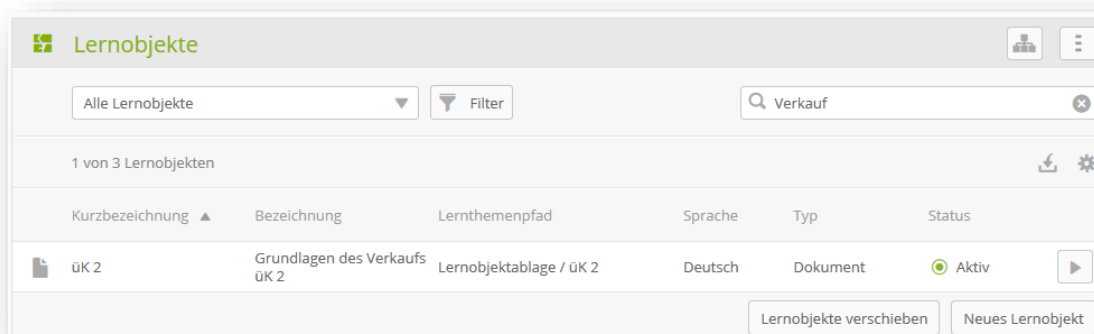 Lernobjekte
Alle Lernobjekte
Filter
Verkauf
1 von 3 Lernobjekten
Kurzbezeichnung Bezeichnung Lernthemenpfad Sprache Typ Status
üK 2 Grundlagen des Verkaufs Lernobjektablage / üK 2 Deutsch Dokument Aktiv
üK 2
Lernobjekte verschieben Neues Lernobjekt